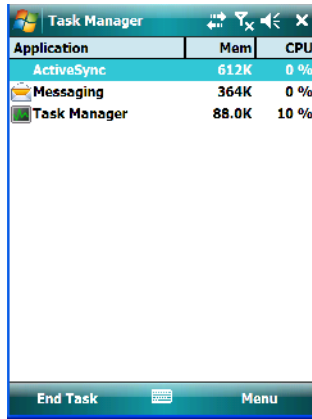 Task Manager
Application Mem CPU
ActiveSync 612K 0 %
Messaging 364K 0 %
Task Manager 88.0K 10 %
End Task Menu